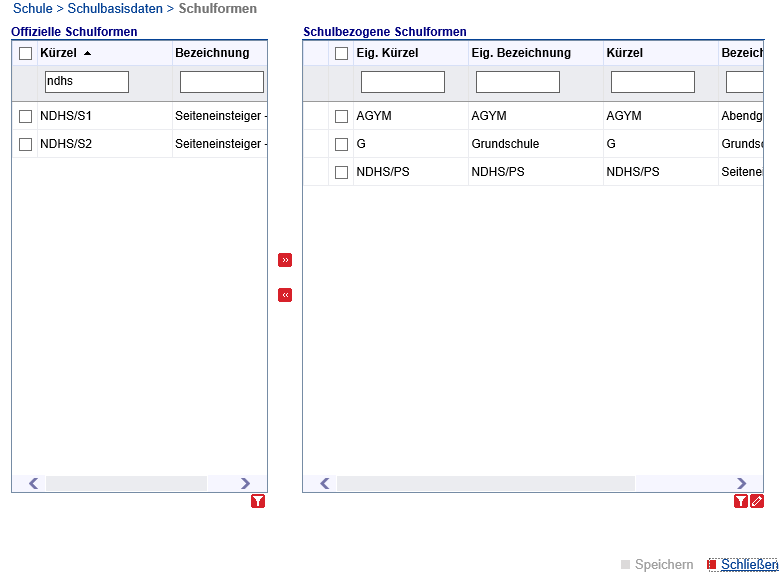 Schule > Schulbasisdaten > Schulformen
Offizielle Schulformen
Kürzel Bezeichnung
ndhs
NDHS/S1 Seiteneinsteiger -
NDHS/S2 Seiteneinsteiger -
Schulbezogene Schulformen
Eig. Kürzel Eig. Bezeichnung Kürzel Bezeich
AGYM AGYM AGYM Abendg
G Grundschule G Grundsc
NDHS/PS NDHS/PS NDHS/PS Seitene
Speichern Schließen